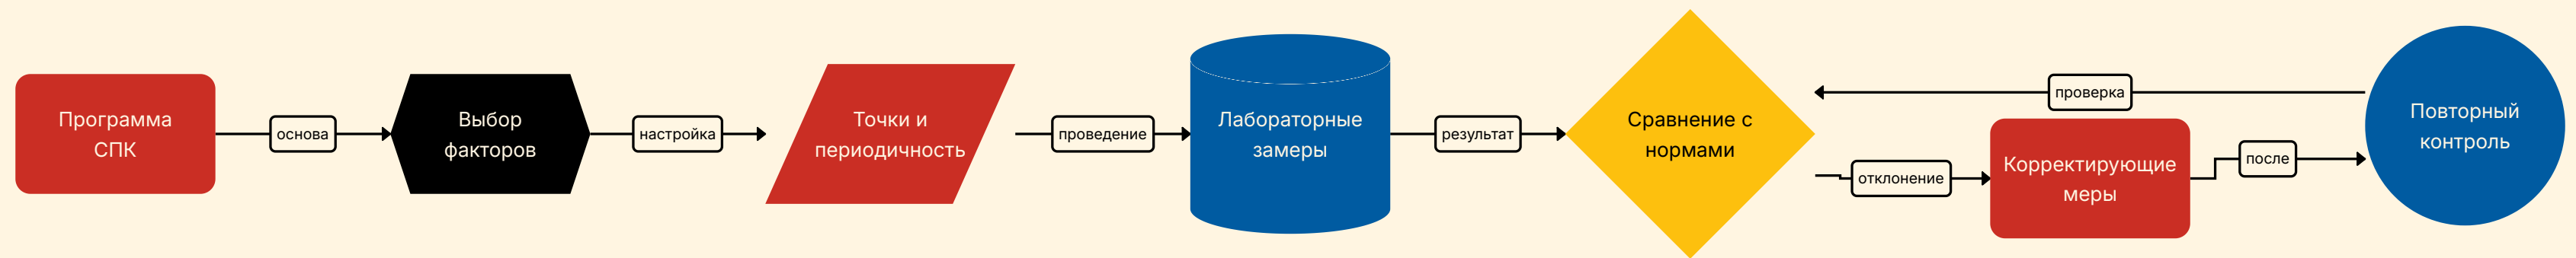 Программа
СПК
основа
Выбор
факторов
настройка
Точки и
периодичность
проведение
Лабораторные
замеры
результат
Сравнение с
нормами
проверка
отклонение
Корректирующие
меры
после
Повторный
контроль